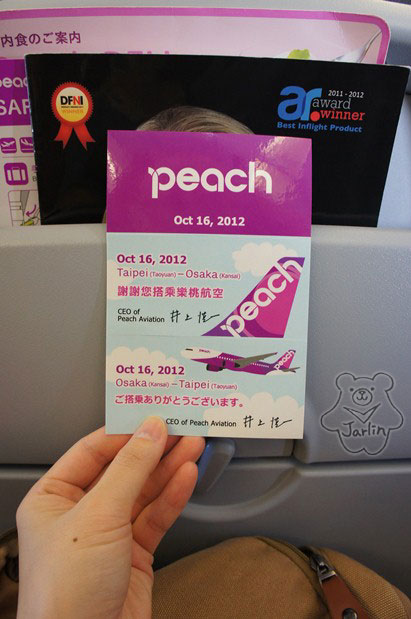 内食のご案内
peach
DFNI
WINNER
2011 - 2012
ar.award
.winner
Best Inflight Product
peach
Oct 16, 2012
Oct 16, 2012
Taipei (Taoyuan) – Osaka (Kansai)
謝謝您搭乘樂桃航空
CEO of
Peach Aviation 井上慎一
peach
peach
peach
Oct 16, 2012
Osaka (Kansai) – Taipei (Taoyuan)
ご搭乗ありがとうございます。
CEO of Peach Aviation 井上慎一
Jarlin